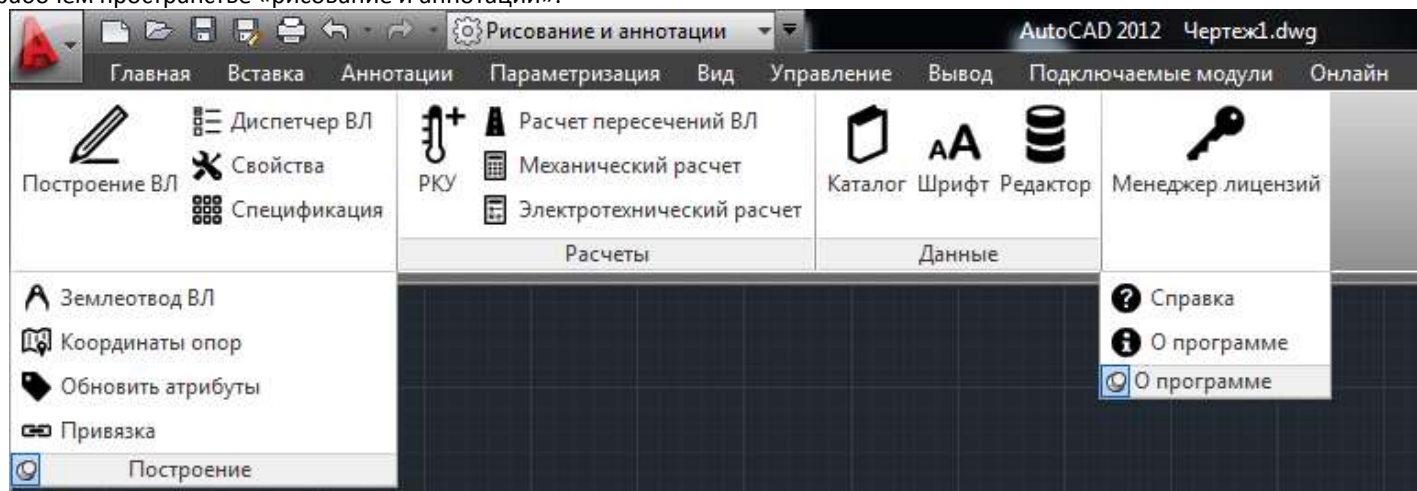 рабочем пространстве «рисование и аннотации».
Рисование и аннотации AutoCAD 2012 Чертеж1.dwg
Главная Вставка Аннотации Параметризация Вид Управление Вывод Подключаемые модули Онлайн
Построение ВЛ
Диспетчер ВЛ
Свойства
Спецификация
РКУ
Расчет пересечений ВЛ
Механический расчет
Электротехнический расчет
Расчеты
Каталог Шрифт Редактор
Данные
Менеджер лицензий
Землеотвод ВЛ
Координаты опор
Обновить атрибуты
Привязка
Построение
Справка
О программе
О программе